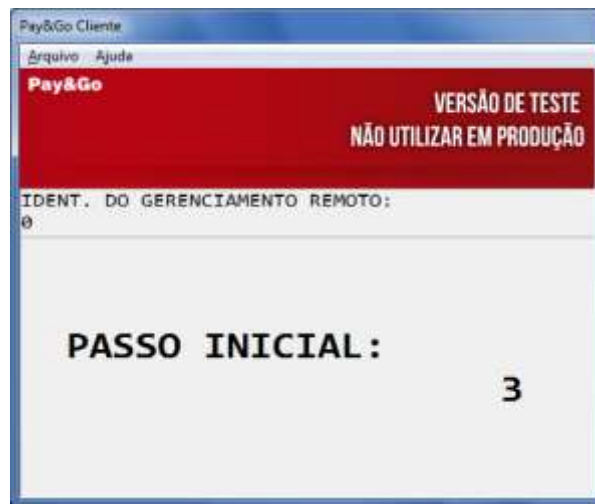 Pay&Go Cliente
Arquivo Ajuda
Pay&Go
VERSÃO DE TESTE
NÃO UTILIZAR EM PRODUÇÃO
IDENT. DO GERENCIAMENTO REMOTO:
0
PASSO INICIAL:
3